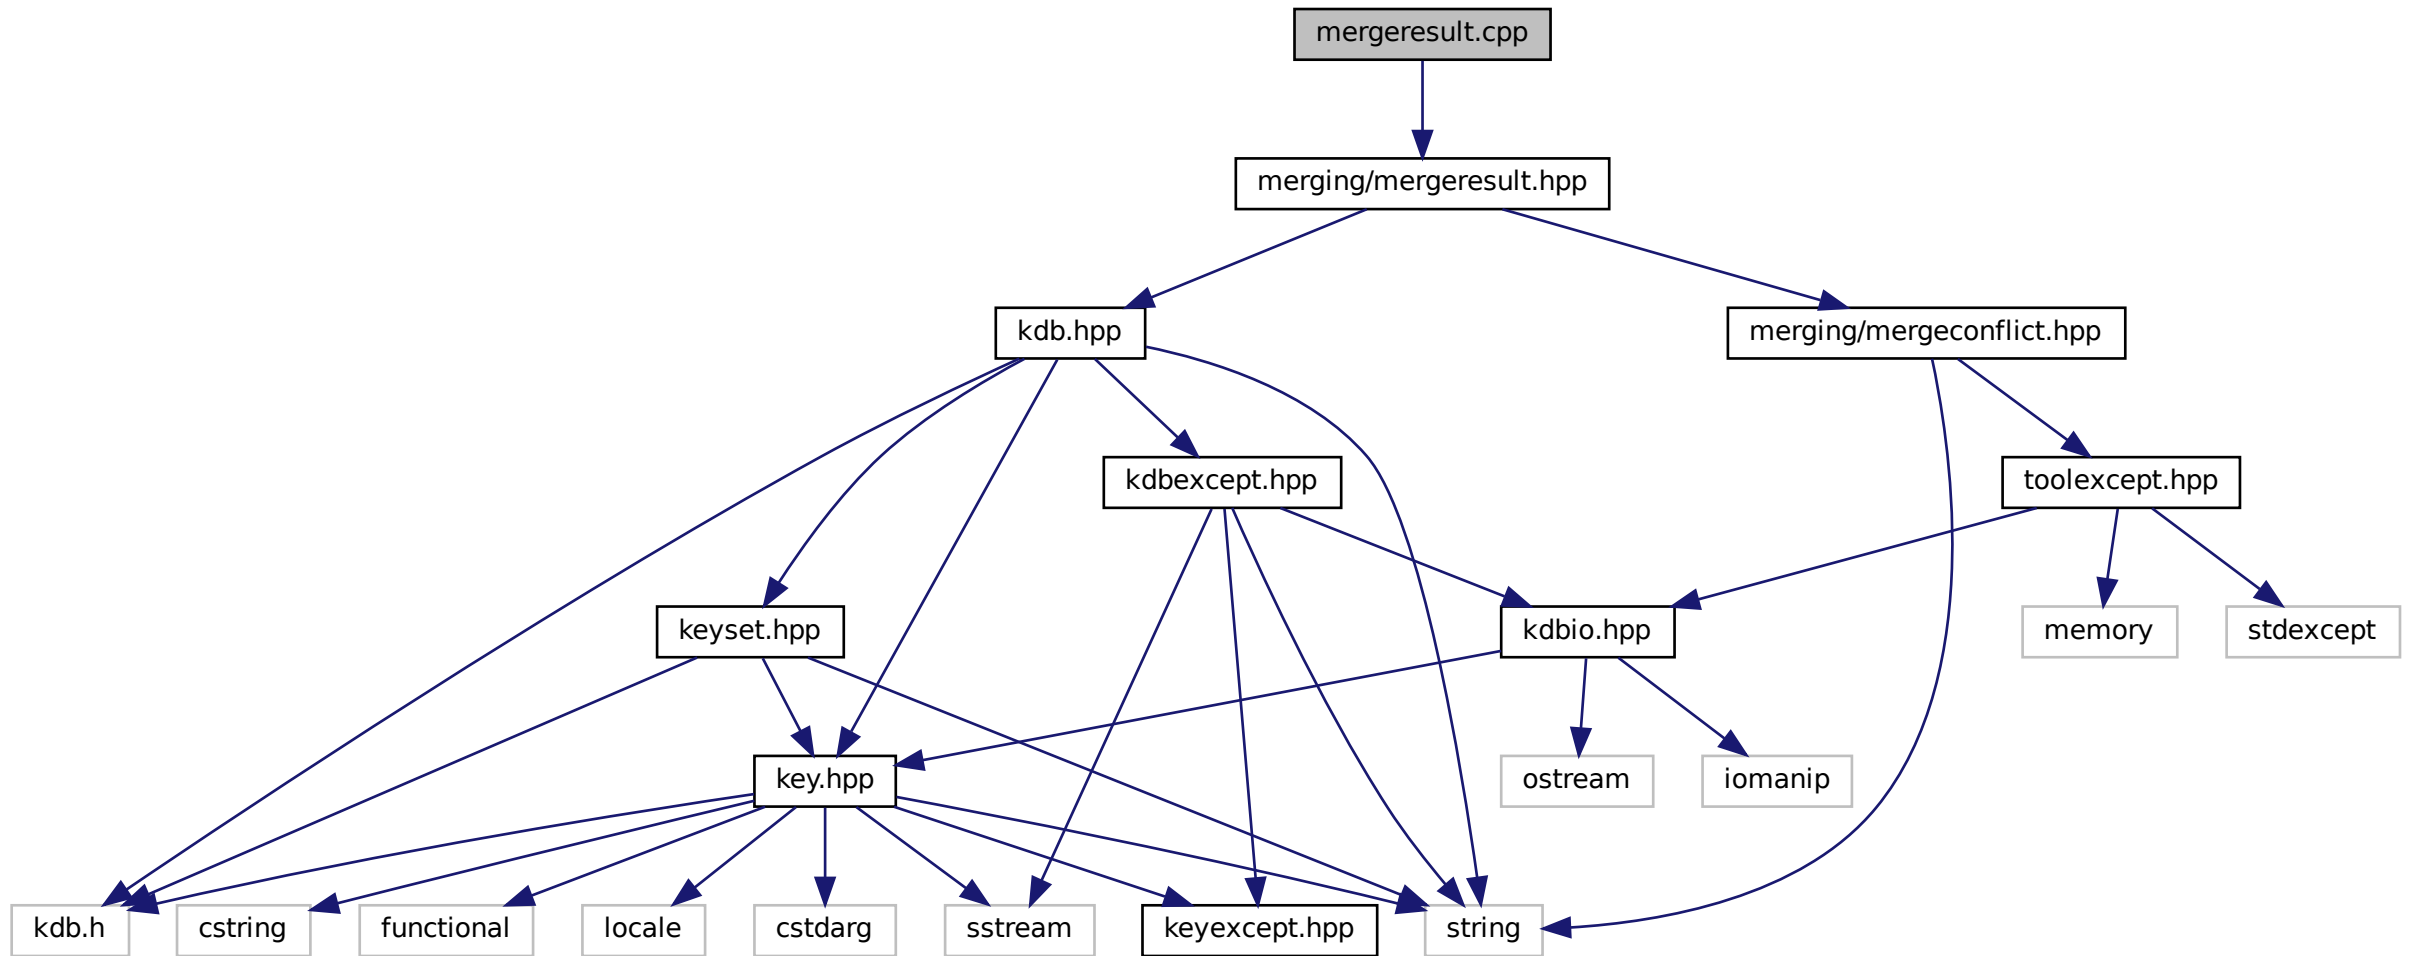 mergeresult.cpp
merging/mergeresult.hpp
kdb.hpp
merging/mergeconflict.hpp
kdbexcept.hpp
toolexcept.hpp
keyset.hpp
kdbio.hpp
memory
stdexcept
key.hpp
ostream
iomanip
kdb.h
cstring
functional
locale
cstdarg
sstream
keyexcept.hpp
string